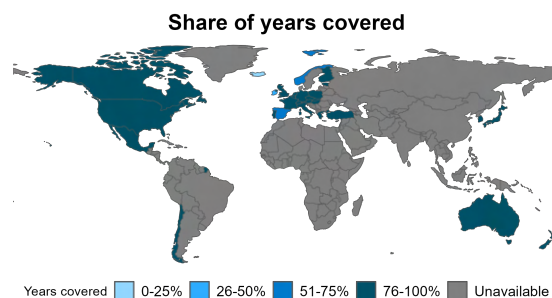 Share of years covered
Years covered 0-25% 26-50% 51-75% 76-100% Unavailable